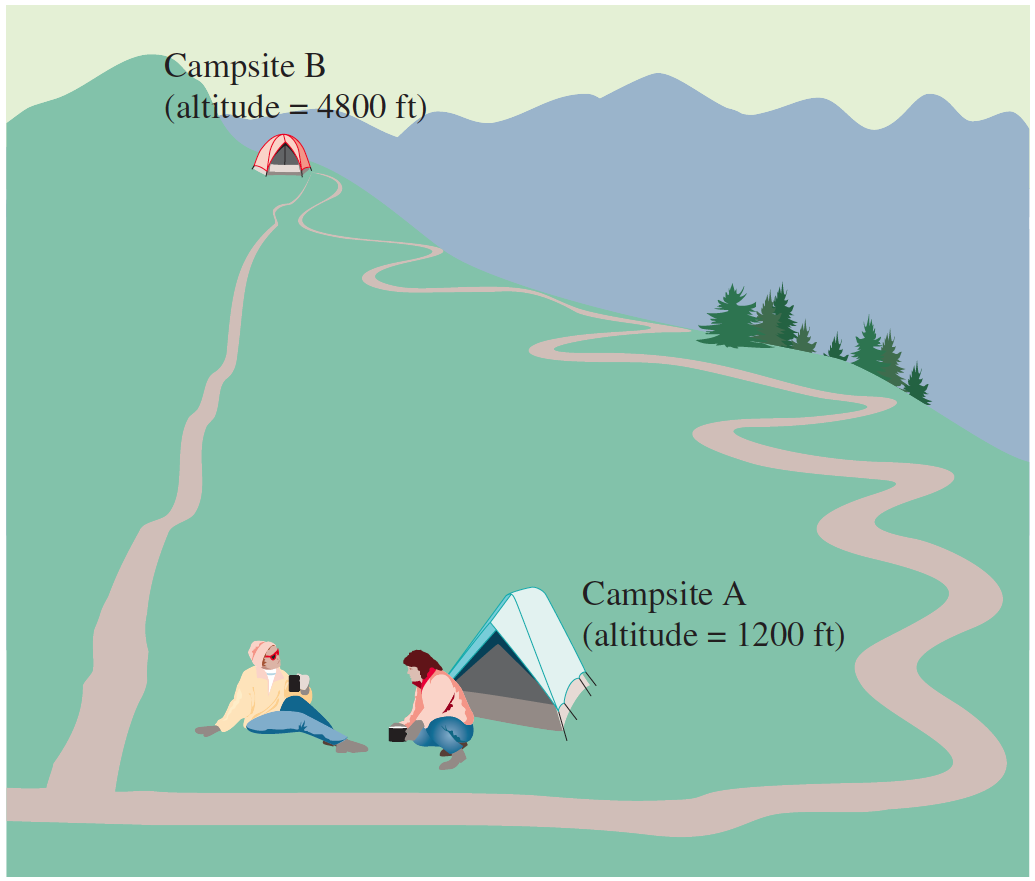 Campsite B
(altitude = 4800 ft)
Campsite A
(altitude = 1200 ft)